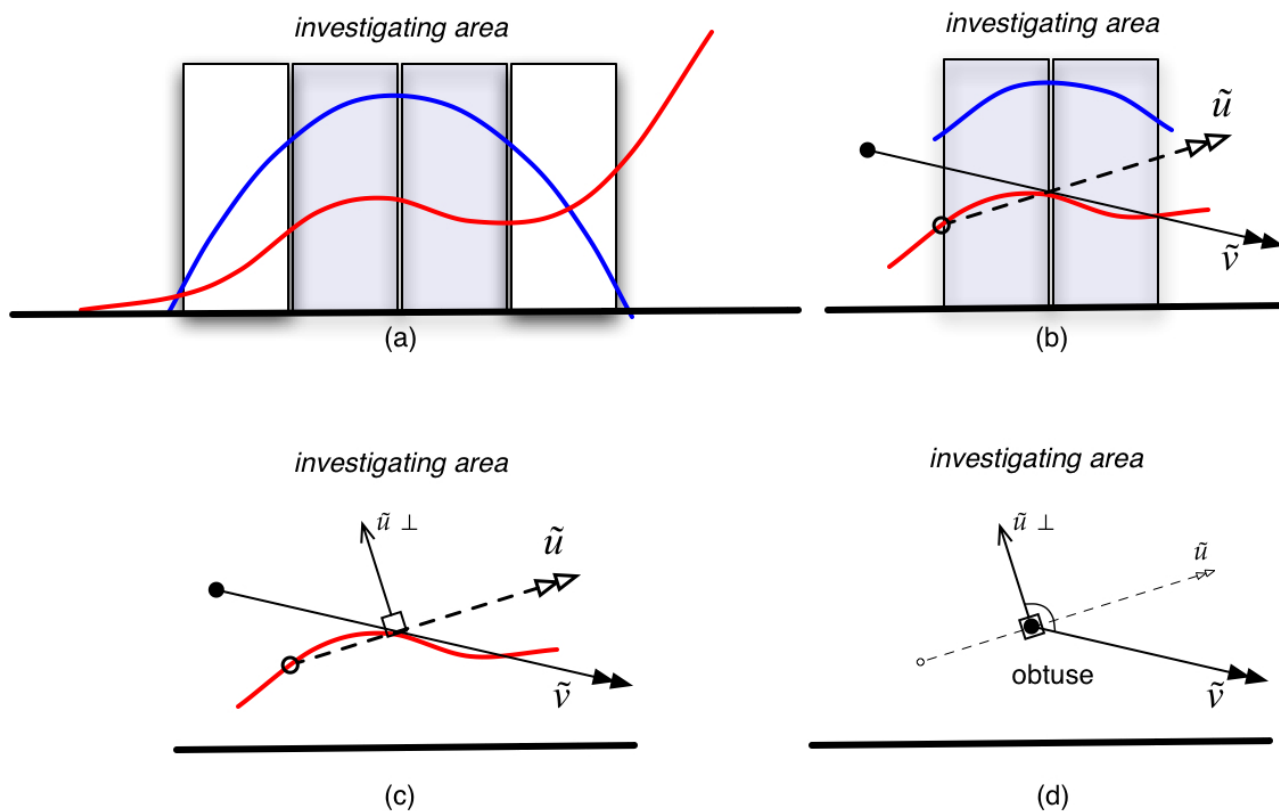 investigating area
(a)
investigating area
ũ
ṽ
(b)
investigating area
ũ ⊥
ũ
ṽ
(c)
investigating area
ũ ⊥
ũ
obtuse
ṽ
(d)